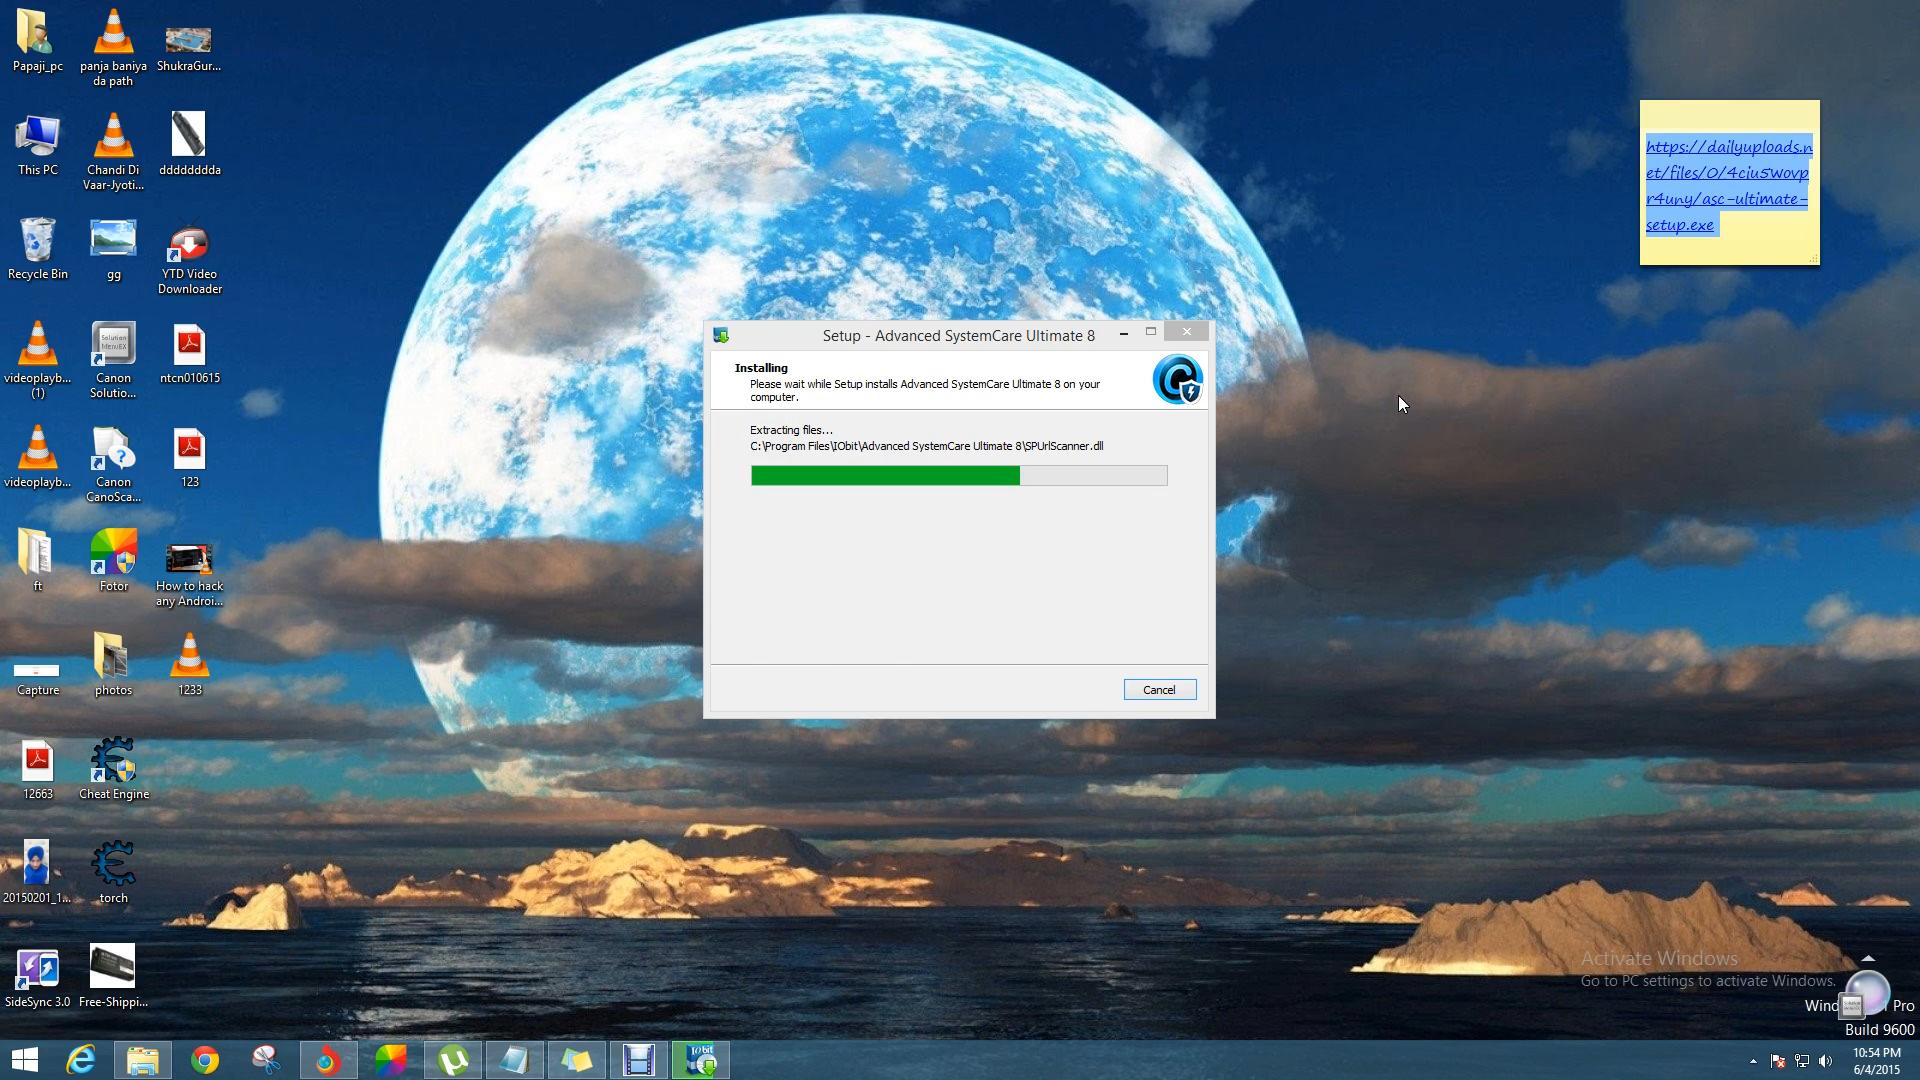 Papaji_pc
panja baniya
da path
ShukraGur...
This PC
Chandi Di
Vaar-Jyoti...
ddddddddda
Recycle Bin
gg
YTD Video
Downloader
videoplayb...
(1)
Solution
MenuEX
Canon
Solutio...
ntcn010615
videoplayb...
Canon
CanoSca...
123
ft
Fotor
How to hack
any Androi...
Capture
photos
1233
12663
Cheat Engine
20150201_1...
torch
SideSync 3.0
Free-Shippi...
https://dailyuploads.n
et/files/0/4ciu5wovp
r4uny/asc-ultimate-
setup.exe
Setup - Advanced SystemCare Ultimate 8
Installing
Please wait while Setup installs Advanced SystemCare Ultimate 8 on your
computer.
Extracting files...
C:\Program Files\IObit\Advanced SystemCare Ultimate 8\SPUrlScanner.dll
Cancel
Activate Windows
Go to PC settings to activate Windows.
Pro
Build 9600
IObit
10:54 PM
6/4/2015